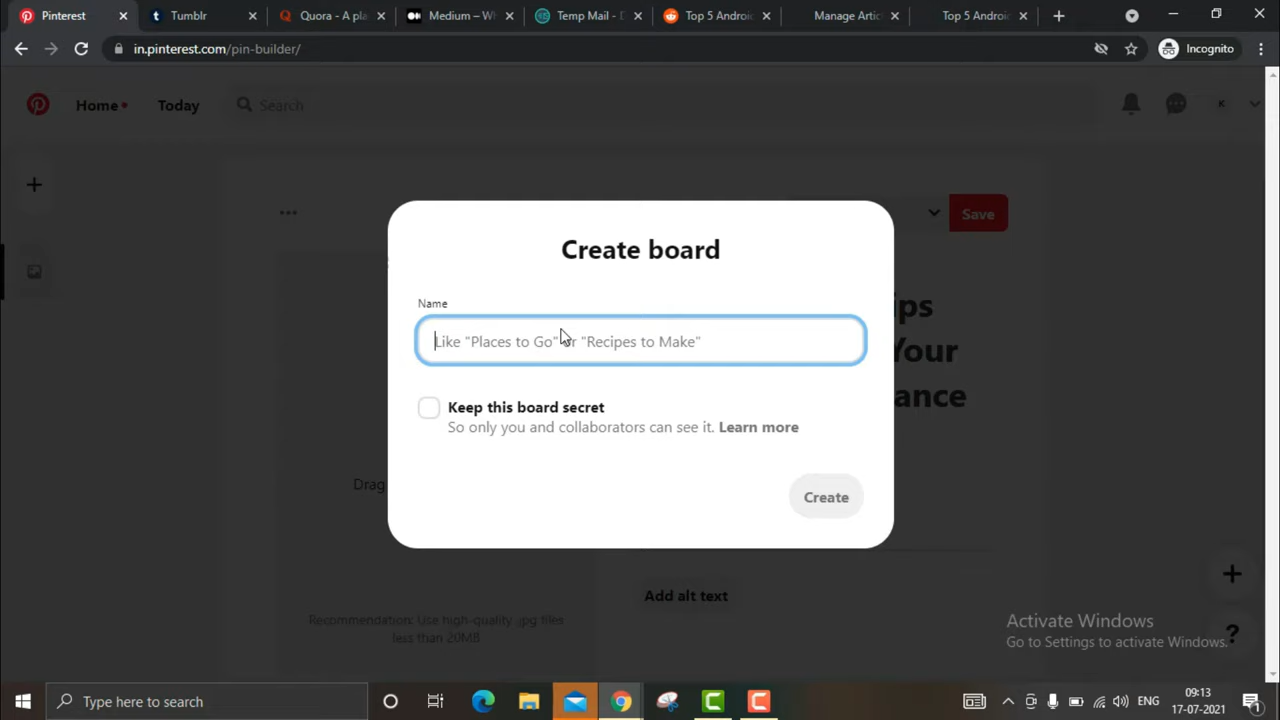 Pinterest
Tumblr
Quora - A pla
Medium – Wh
Temp Mail - D
Top 5 Androi
Manage Artic
Top 5 Androi
in.pinterest.com/pin-builder/
Incognito
Home
Today
Search
K
Save
Create board
Name
Like "Places to Go" or "Recipes to Make"
Keep this board secret
So only you and collaborators can see it. Learn more
Create
ips
Your
ance
Drag
Add alt text
Recommendation: Use high-quality .jpg files
less than 20MB
Activate Windows
Go to Settings to activate Windows.
?
Type here to search
ENG
09:13
17-07-2021
1